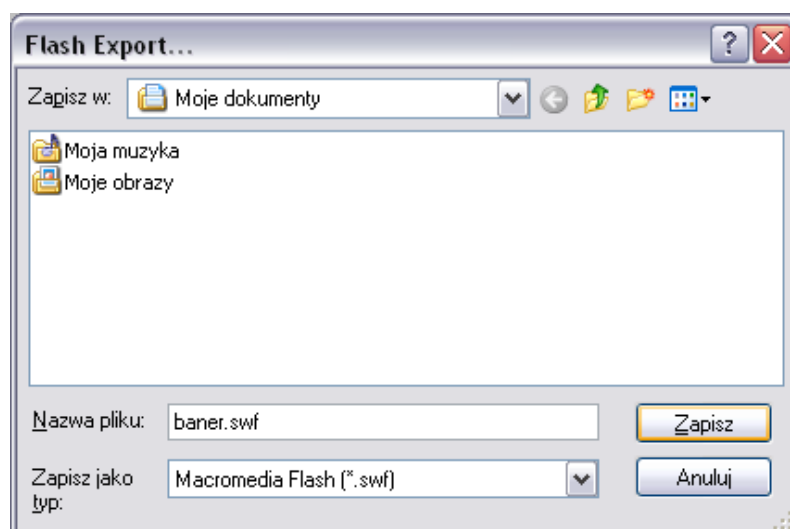 Flash Export...
Zapisz w: Moje dokumenty
Moja muzyka
Moje obrazy
Nazwa pliku: baner.swf Zapisz
Zapisz jako typ: Macromedia Flash (*.swf) Anuluj